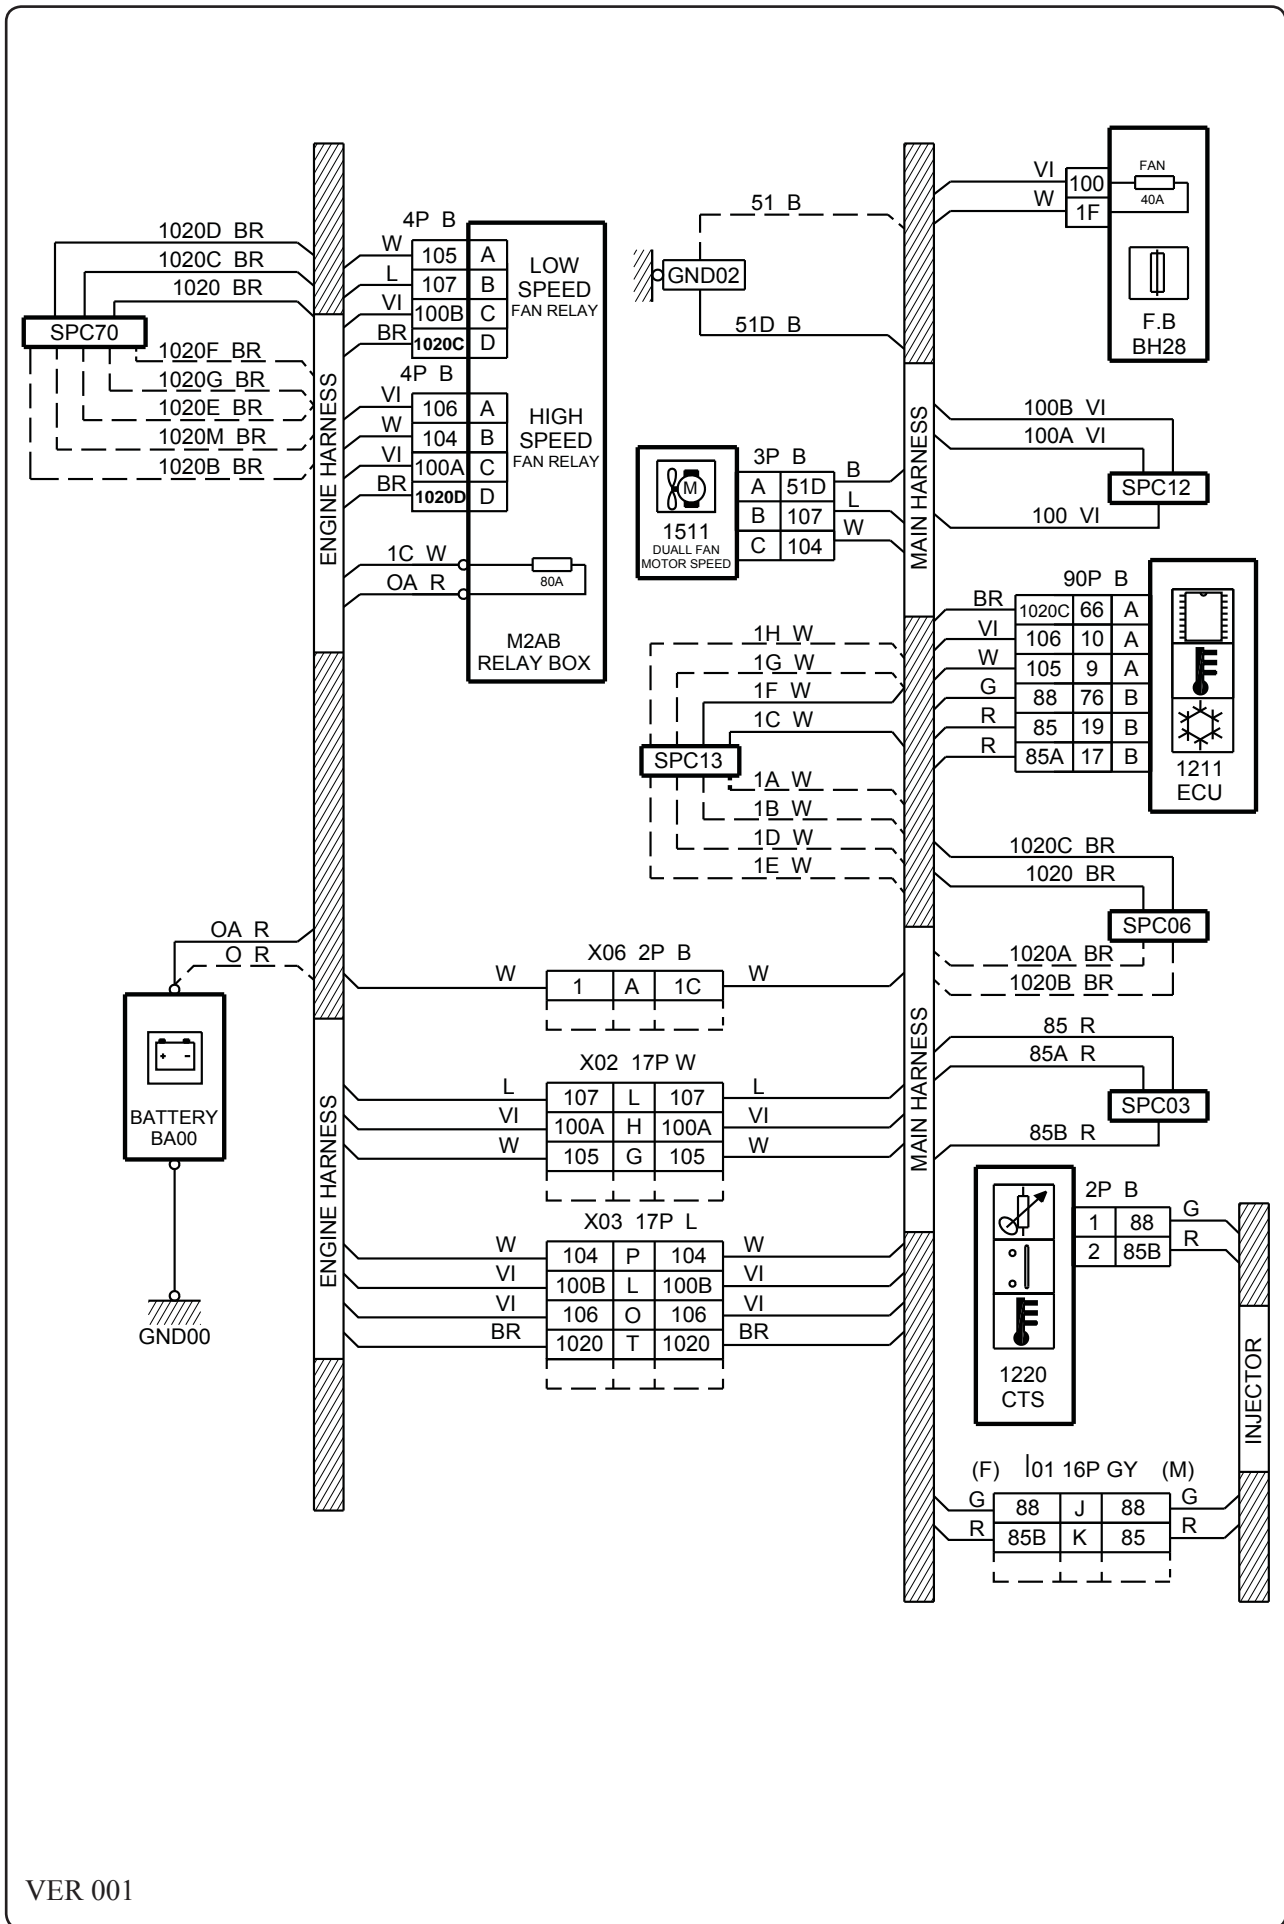 1020D BR
1020C BR
1020 BR
SPC70
1020F BR
1020G BR
1020E BR
1020M BR
1020B BR
ENGINE HARNESS
4P B
W 105 A
L 107 B
VI 100B C
BR 1020C D
LOW
SPEED
FAN RELAY
4P B
VI 106 A
W 104 B
VI 100A C
BR 1020D D
HIGH
SPEED
FAN RELAY
1C W
OA R
80A
M2AB
RELAY BOX
51 B
GND02
51D B
3P B
A 51D B
B 107 L
C 104 W
M
1511
DUALL FAN
MOTOR SPEED
MAIN HARNESS
VI 100
W 1F
FAN
40A
F.B
BH28
100B VI
100A VI
SPC12
100 VI
90P B
BR 1020C 66 A
VI 106 10 A
W 105 9 A
G 88 76 B
R 85 19 B
R 85A 17 B
1211
ECU
1H W
1G W
1F W
1C W
SPC13
1A W
1B W
1D W
1E W
1020C BR
1020 BR
SPC06
1020A BR
1020B BR
OA R
O R
BATTERY
BA00
GND00
ENGINE HARNESS
X06 2P B
W 1 A 1C W
X02 17P W
L 107 L 107 L
VI 100A H 100A VI
W 105 G 105 W
X03 17P L
W 104 P 104 W
VI 100B L 100B VI
VI 106 O 106 VI
BR 1020 T 1020 BR
MAIN HARNESS
85 R
85A R
SPC03
85B R
2P B
1 88 G
2 85B R
1220
CTS
INJECTOR
(F) I01 16P GY (M)
G 88 J 88 G
R 85B K 85 R
VER 001